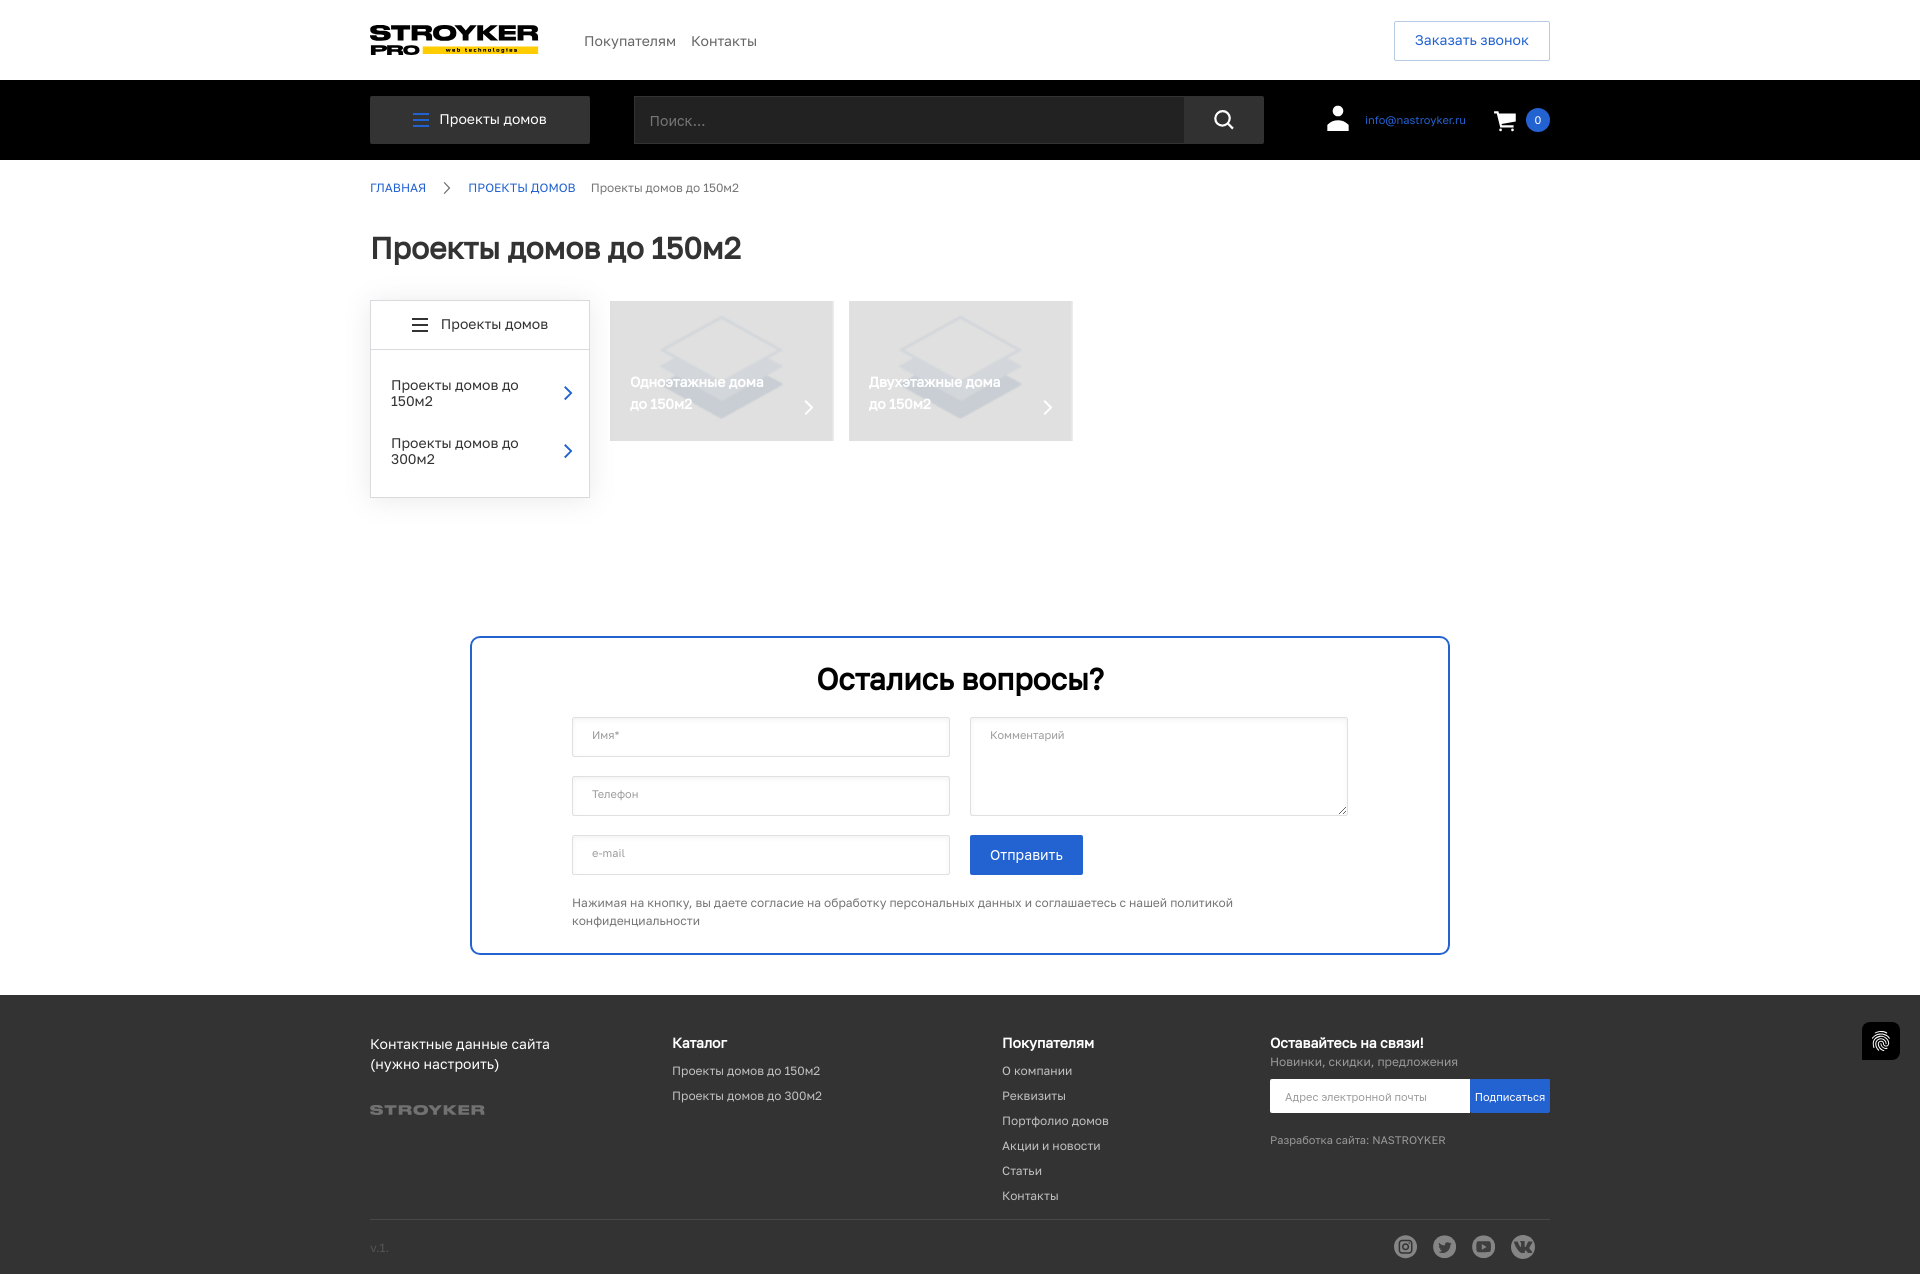 STROYKER
PRO web technologies
Покупателям Контакты
Заказать звонок
Проекты домов
Поиск...
info@nastroyker.ru
0
ГЛАВНАЯ ПРОЕКТЫ ДОМОВ Проекты домов до 150м2
Проекты домов до 150м2
Проекты домов
Проекты домов до
150м2
Проекты домов до
300м2
Одноэтажные дома
до 150м2
Двухэтажные дома
до 150м2
Остались вопросы?
Имя*
Телефон
e-mail
Комментарий
Отправить
Нажимая на кнопку, вы даете согласие на обработку персональных данных и соглашаетесь с нашей политикой
конфиденциальности
Контактные данные сайта
(нужно настроить)
STROYKER
Каталог
Проекты домов до 150м2
Проекты домов до 300м2
Покупателям
О компании
Реквизиты
Портфолио домов
Акции и новости
Статьи
Контакты
Оставайтесь на связи!
Новинки, скидки, предложения
Адрес электронной почты
Подписаться
Разработка сайта: NASTROYKER
v.1.